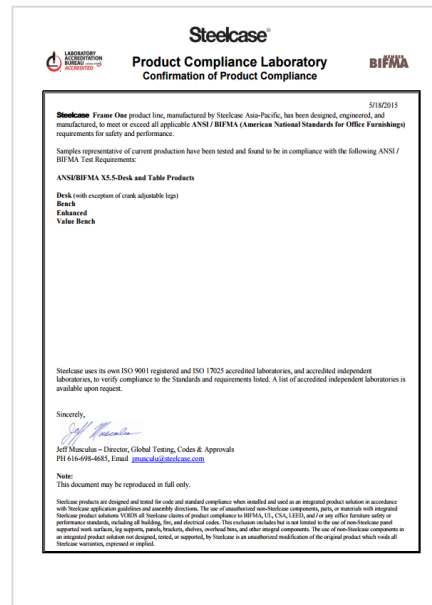 Steelcase®
LABORATORY
ACCREDITATION
BUREAU
ACCREDITED
Product Compliance Laboratory
Confirmation of Product Compliance
MEMBER
BIFMA
5/18/2015
Steelcase Frame One product line, manufactured by Steelcase Asia-Pacific, has been designed, engineered, and
manufactured, to meet or exceed all applicable ANSI / BIFMA (American National Standards for Office Furnishings)
requirements for safety and performance.
Samples representative of current production have been tested and found to be in compliance with the following ANSI /
BIFMA Test Requirements:
ANSI/BIFMA X5.5-Desk and Table Products
Desk (with exception of crank adjustable legs)
Bench
Enhanced
Value Bench
Steelcase uses its own ISO 9001 registered and ISO 17025 accredited laboratories, and accredited independent
laboratories, to verify compliance to the Standards and requirements listed. A list of accredited independent laboratories is
available upon request.
Sincerely,
Jeff Musculus
Jeff Musculus – Director, Global Testing, Codes & Approvals
PH 616-698-4685, Email jmusculu@steelcase.com
Note:
This document may be reproduced in full only.
Steelcase products are designed and tested for code and standard compliance when installed and used as an integrated product solution in accordance
with Steelcase application guidelines and assembly directions. The use of unauthorized non-Steelcase components, parts, or materials with integrated
Steelcase product solutions VOIDS all Steelcase claims of product compliance to BIFMA, UL, CSA, LEED, and / or any office furniture safety or
performance standards, including all building, fire, and electrical codes. This exclusion includes but is not limited to the use of non-Steelcase panel
supported work surfaces, leg supports, panels, brackets, shelves, overhead bins, and other integral components. The use of non-Steelcase components in
an integrated product solution not designed, tested, or supported, by Steelcase is an unauthorized modification of the original product which voids all
Steelcase warranties, expressed or implied.